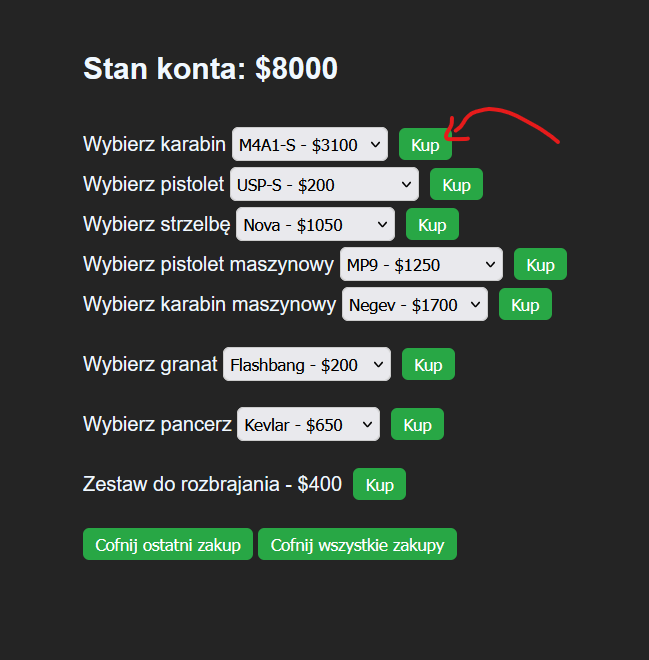 Stan konta: $8000
Wybierz karabin M4A1-S - $3100 Kup
Wybierz pistolet USP-S - $200 Kup
Wybierz strzelbę Nova - $1050 Kup
Wybierz pistolet maszynowy MP9 - $1250 Kup
Wybierz karabin maszynowy Negev - $1700 Kup
Wybierz granat Flashbang - $200 Kup
Wybierz pancerz Kevlar - $650 Kup
Zestaw do rozbrajania - $400 Kup
Cofnij ostatni zakup Cofnij wszystkie zakupy